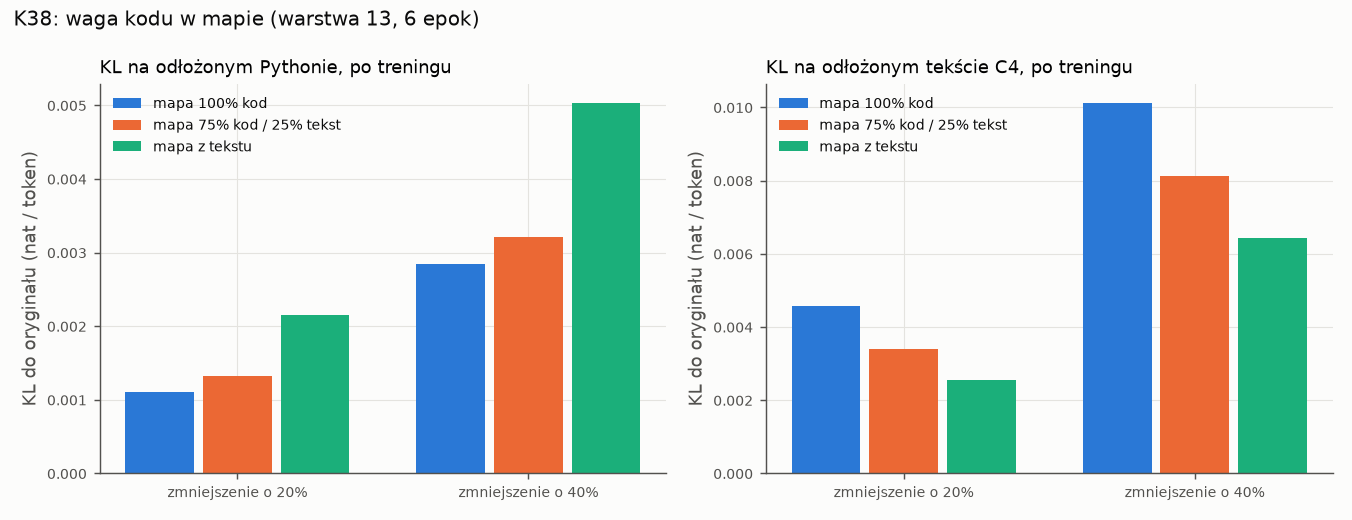 K38: waga kodu w mapie (warstwa 13, 6 epok)
KL na odłożonym Pythonie, po treningu
mapa 100% kod
mapa 75% kod / 25% tekst
mapa z tekstu
KL do oryginału (nat / token)
0.005
0.004
0.003
0.002
0.001
0.000
zmniejszenie o 20%
zmniejszenie o 40%
KL na odłożonym tekście C4, po treningu
mapa 100% kod
mapa 75% kod / 25% tekst
mapa z tekstu
KL do oryginału (nat / token)
0.010
0.008
0.006
0.004
0.002
0.000
zmniejszenie o 20%
zmniejszenie o 40%